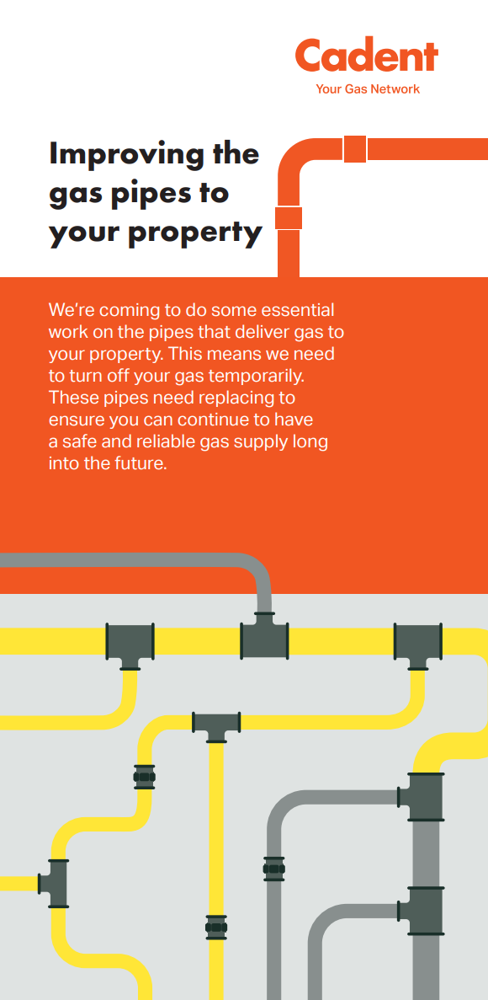 Cadent
Your Gas Network
Improving the
gas pipes to
your property
We’re coming to do some essential
work on the pipes that deliver gas to
your property. This means we need
to turn off your gas temporarily.
These pipes need replacing to
ensure you can continue to have
a safe and reliable gas supply long
into the future.